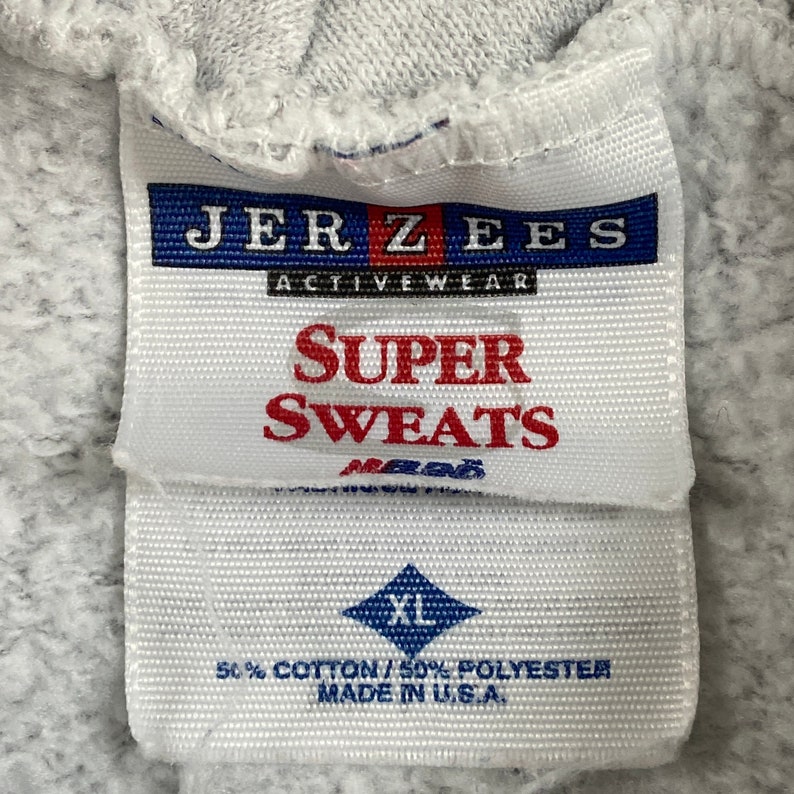 JERZEES
ACTIVEWEAR
SUPER
SWEATS
XL
50% COTTON / 50% POLYESTER
MADE IN U.S.A.